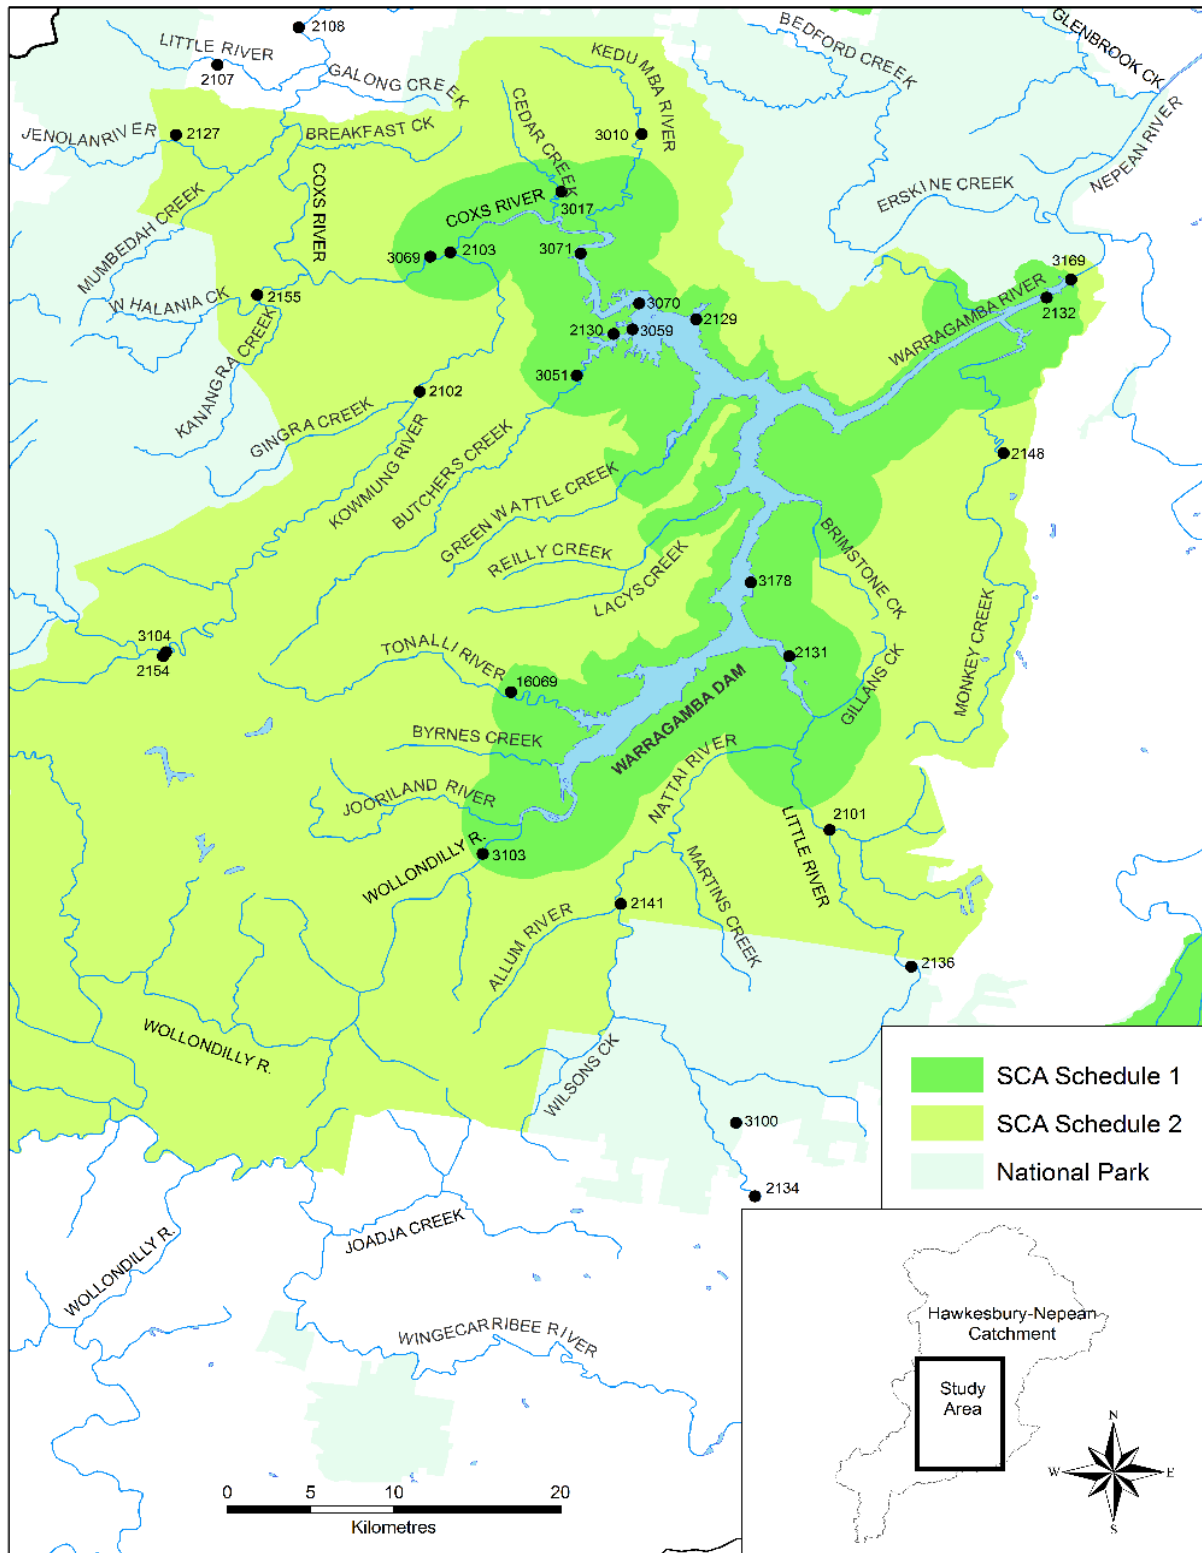 2108
LITTLE RIVER
2107
GALONG CREEK
KEDUMBA RIVER
BEDFORD CREEK
GLENBROOK CK
JENOLANRIVER
2127
BREAKFAST CK
CEDAR CREEK
3010
NEPEAN RIVER
MUMBEDAH CREEK
COXS RIVER
COXS RIVER
3017
ERSKINE CREEK
3069
2103
3071
3169
W HALANIA CK
2155
3070
2129
2132
WARRAGAMBA RIVER
2130
3059
KANANGRA CREEK
3051
2102
GINGRA CREEK
KOWMUNG RIVER
BUTCHERS CREEK
GREEN WATTLE CREEK
2148
REILLY CREEK
LACYS CREEK
BRIMSTONE CK
3178
3104
2154
TONALLI RIVER
16069
2131
GILLANS CK
MONKEY CREEK
BYRNES CREEK
WARRAGAMBA DAM
NATTAI RIVER
JOORILAND RIVER
WOLLONDILLY R.
3103
2101
LITTLE RIVER
MARTINS CREEK
2141
ALLUM RIVER
2136
WOLLONDILLY R.
WILSONS CK
3100
2134
SCA Schedule 1
SCA Schedule 2
National Park
JOADJA CREEK
WOLLONDILLY R.
WINGECARRIBEE RIVER
Hawkesbury-Nepean
Catchment
Study
Area
N
W
E
S
0 5 10 20
Kilometres